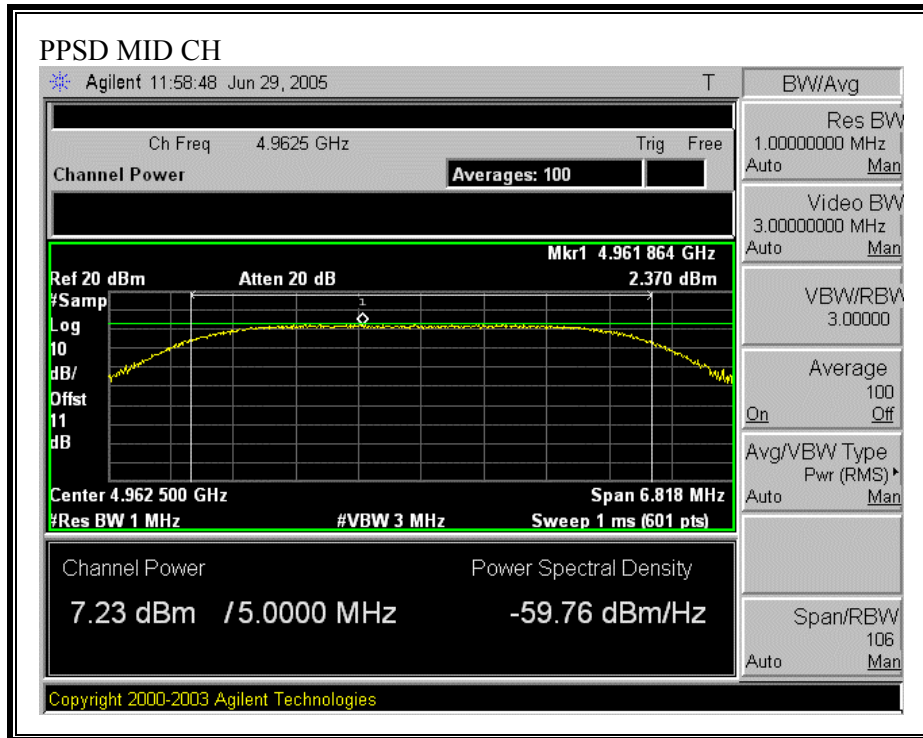 PPSD MID CH
Agilent 11:58:48 Jun 29, 2005 T
Ch Freq 4.9625 GHz Trig Free
Channel Power Averages: 100
Mkr1 4.961 864 GHz
Ref 20 dBm Atten 20 dB 2.370 dBm
#Samp
Log
10
dB/
Offst
11
dB
1
Center 4.962 500 GHz Span 6.818 MHz
#Res BW 1 MHz #VBW 3 MHz Sweep 1 ms (601 pts)
Channel Power Power Spectral Density
7.23 dBm /5.0000 MHz -59.76 dBm/Hz
Copyright 2000-2003 Agilent Technologies
BW/Avg
Res BW
1.00000000 MHz
Auto Man
Video BW
3.00000000 MHz
Auto Man
VBW/RBW
3.00000
Average
100
On Off
Avg/VBW Type
Pwr (RMS)
Auto Man
Span/RBW
106
Auto Man